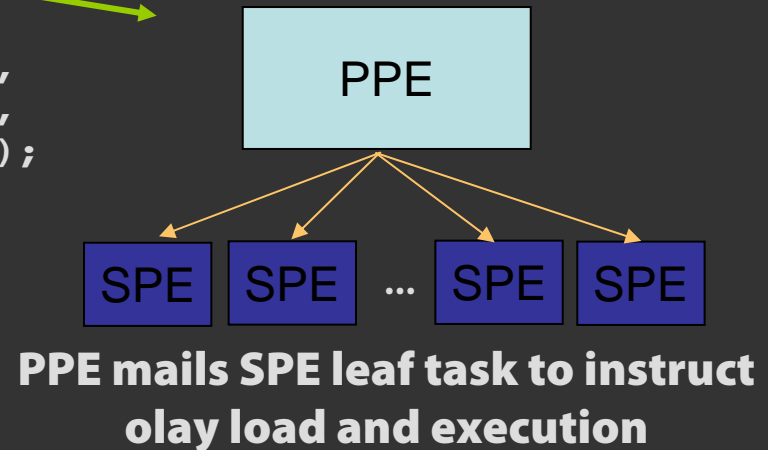 PPE
,
,
);
SPE SPE ... SPE SPE
PPE mails SPE leaf task to instruct
olay load and execution